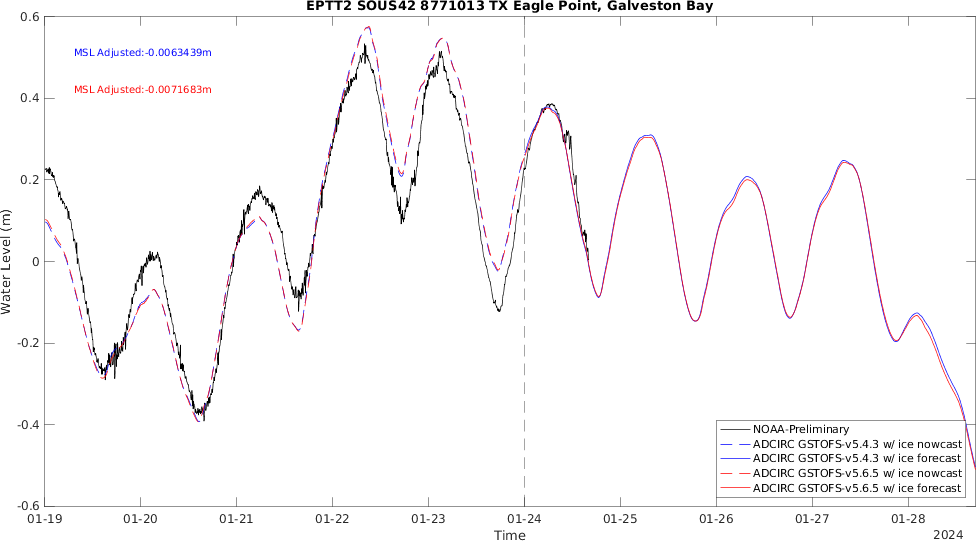 EPTT2 SOUS42 8771013 TX Eagle Point, Galveston Bay
0.6
MSL Adjusted:-0.0063439m
MSL Adjusted:-0.0071683m
0.4
0.2
0
-0.2
-0.4
-0.6
Water Level (m)
NOAA-Preliminary
ADCIRC GSTOFS-v5.4.3 w/ ice nowcast
ADCIRC GSTOFS-v5.4.3 w/ ice forecast
ADCIRC GSTOFS-v5.6.5 w/ ice nowcast
ADCIRC GSTOFS-v5.6.5 w/ ice forecast
01-19 01-20 01-21 01-22 01-23 01-24 01-25 01-26 01-27 01-28
Time
2024